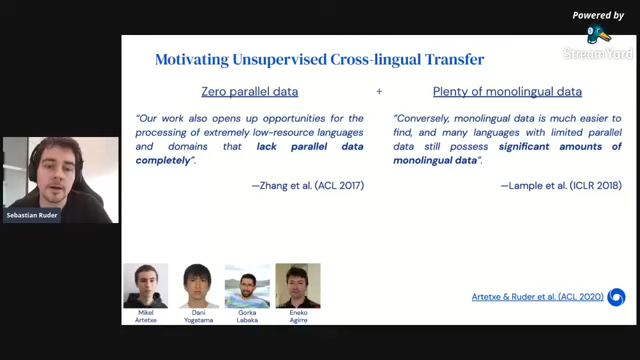 Powered by
StreamYard
Motivating Unsupervised Cross-lingual Transfer
Zero parallel data + Plenty of monolingual data
“Our work also opens up opportunities for the
processing of extremely low-resource languages
and domains that lack parallel data
completely”.
—Zhang et al. (ACL 2017)
“Conversely, monolingual data is much easier to
find, and many languages with limited parallel
data still possess significant amounts of
monolingual data”.
—Lample et al. (ICLR 2018)
Sebastian Ruder
Mikel
Artetxe
Dani
Yogatama
Gorka
Labaka
Eneko
Agirre
Artetxe & Ruder et al. (ACL 2020)